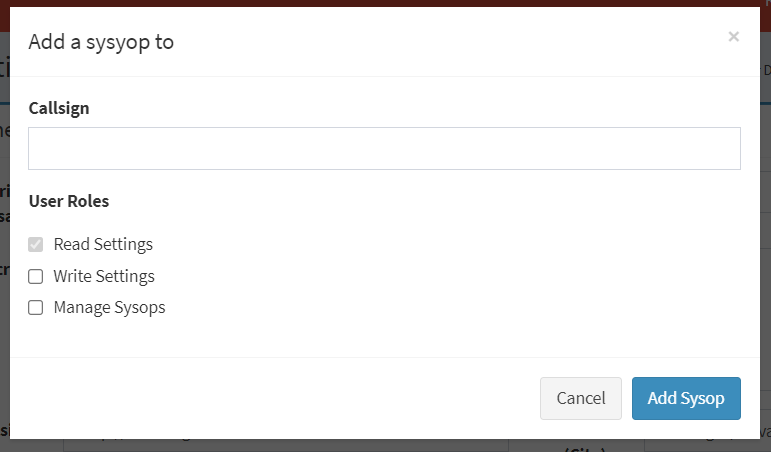 Add a sysyop to
×
Callsign
User Roles
Read Settings
Write Settings
Manage Sysops
Cancel
Add Sysop